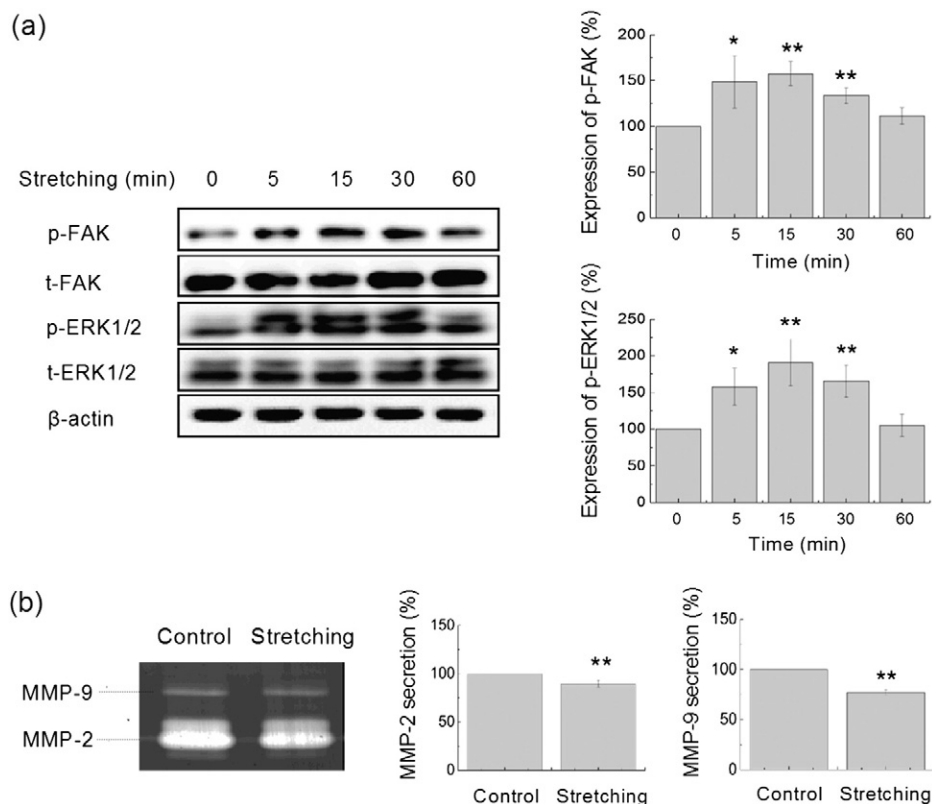 (a)
Stretching (min) 0 5 15 30 60
p-FAK
t-FAK
p-ERK1/2
t-ERK1/2
β-actin
Expression of p-FAK (%)
200
150
100
50
0
* ** **
0 5 15 30 60
Time (min)
Expression of p-ERK1/2 (%)
250
200
150
100
50
0
* ** **
0 5 15 30 60
Time (min)
(b)
Control Stretching
MMP-9
MMP-2
MMP-2 secretion (%)
150
100
50
0
**
Control Stretching
MMP-9 secretion (%)
150
100
50
0
**
Control Stretching